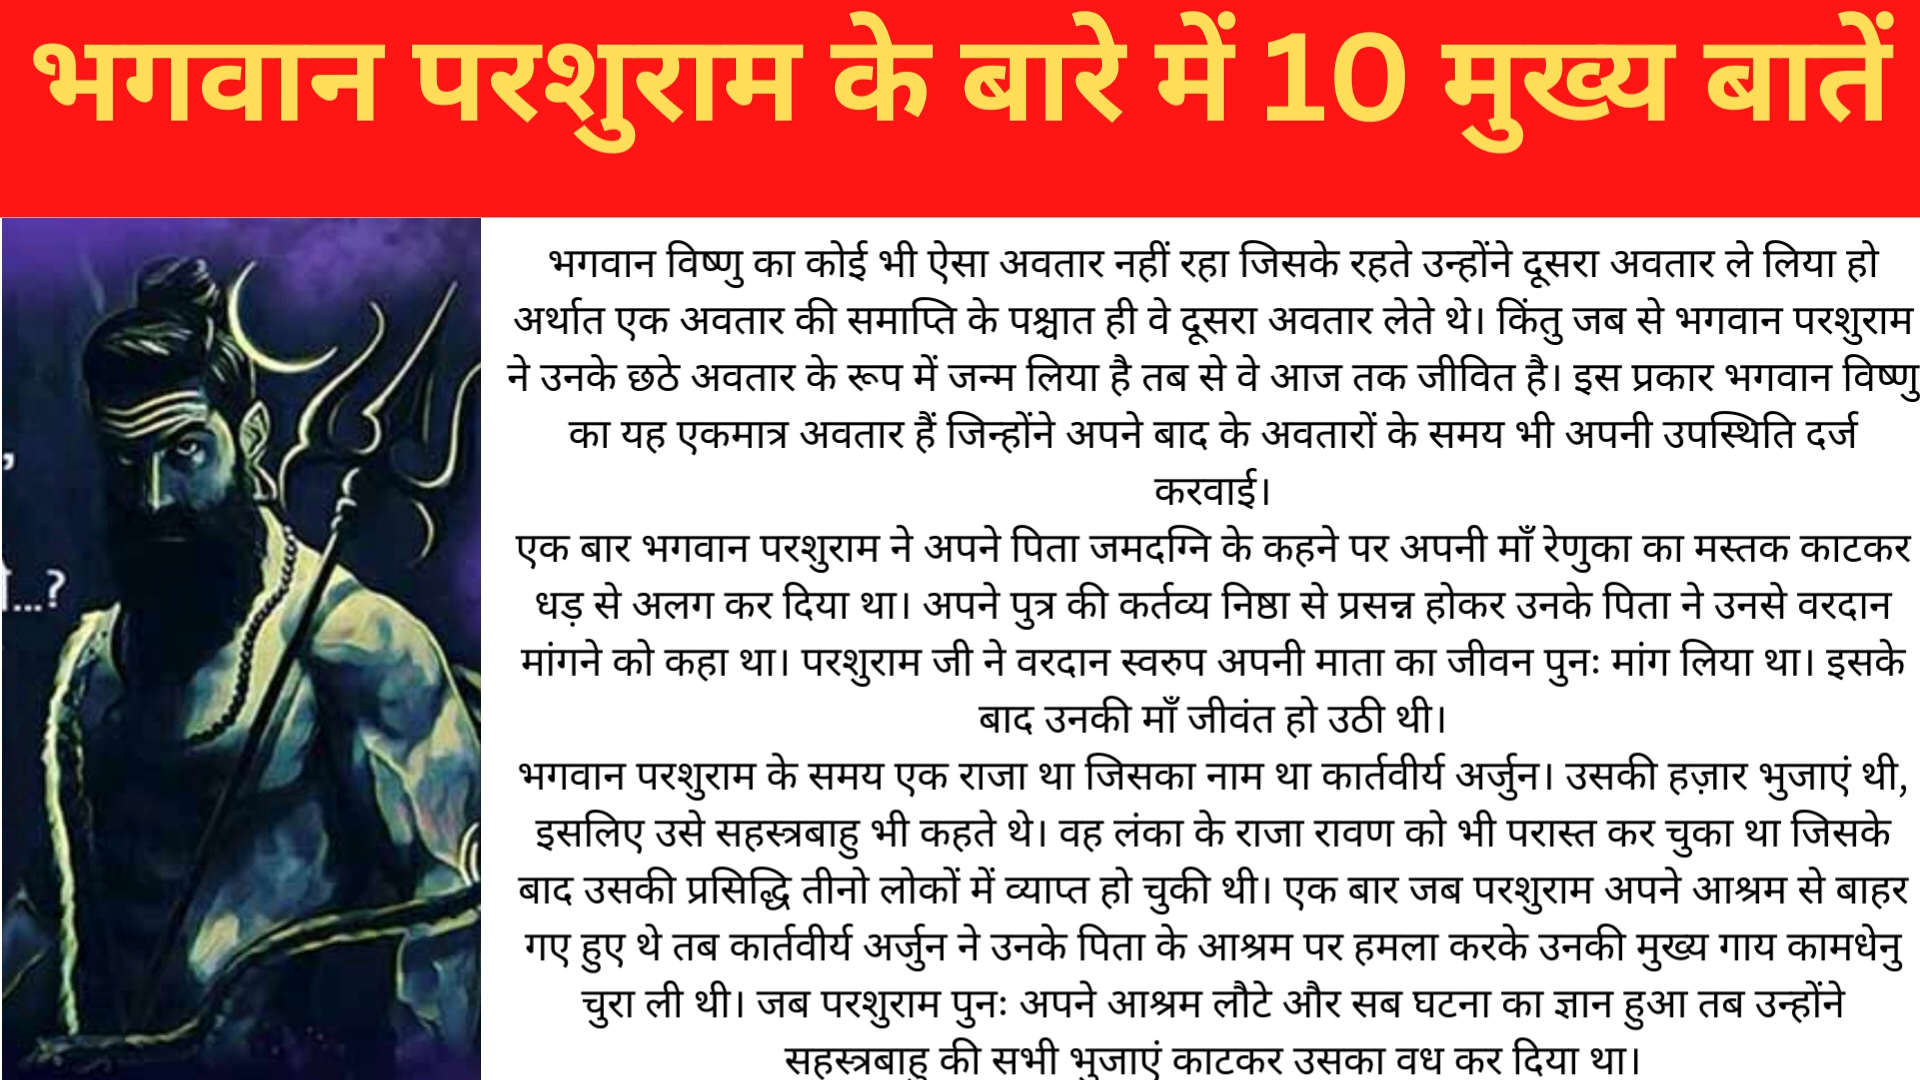 भगवान परशुराम के बारे में 10 मुख्य बातें
भगवान विष्णु का कोई भी ऐसा अवतार नहीं रहा जिसके रहते उन्होंने दूसरा अवतार ले लिया हो
अर्थात एक अवतार की समाप्ति के पश्चात ही वे दूसरा अवतार लेते थे। किंतु जब से भगवान परशुराम
ने उनके छठे अवतार के रूप में जन्म लिया है तब से वे आज तक जीवित है। इस प्रकार भगवान विष्णु
का यह एकमात्र अवतार हैं जिन्होंने अपने बाद के अवतारों के समय भी अपनी उपस्थिति दर्ज
करवाई।
एक बार भगवान परशुराम ने अपने पिता जमदग्नि के कहने पर अपनी माँ रेणुका का मस्तक काटकर
धड़ से अलग कर दिया था। अपने पुत्र की कर्तव्य निष्ठा से प्रसन्न होकर उनके पिता ने उनसे वरदान
मांगने को कहा था। परशुराम जी ने वरदान स्वरुप अपनी माता का जीवन पुनः मांग लिया था। इसके
बाद उनकी माँ जीवंत हो उठी थी।
भगवान परशुराम के समय एक राजा था जिसका नाम था कार्तवीर्य अर्जुन। उसकी हज़ार भुजाएं थी,
इसलिए उसे सहस्त्रबाहु भी कहते थे। वह लंका के राजा रावण को भी परास्त कर चुका था जिसके
बाद उसकी प्रसिद्धि तीनो लोकों में व्याप्त हो चुकी थी। एक बार जब परशुराम अपने आश्रम से बाहर
गए हुए थे तब कार्तवीर्य अर्जुन ने उनके पिता के आश्रम पर हमला करके उनकी मुख्य गाय कामधेनु
चुरा ली थी। जब परशुराम पुनः अपने आश्रम लौटे और सब घटना का ज्ञान हुआ तब उन्होंने
सहस्त्रबाहु की सभी भुजाएं काटकर उसका वध कर दिया था।